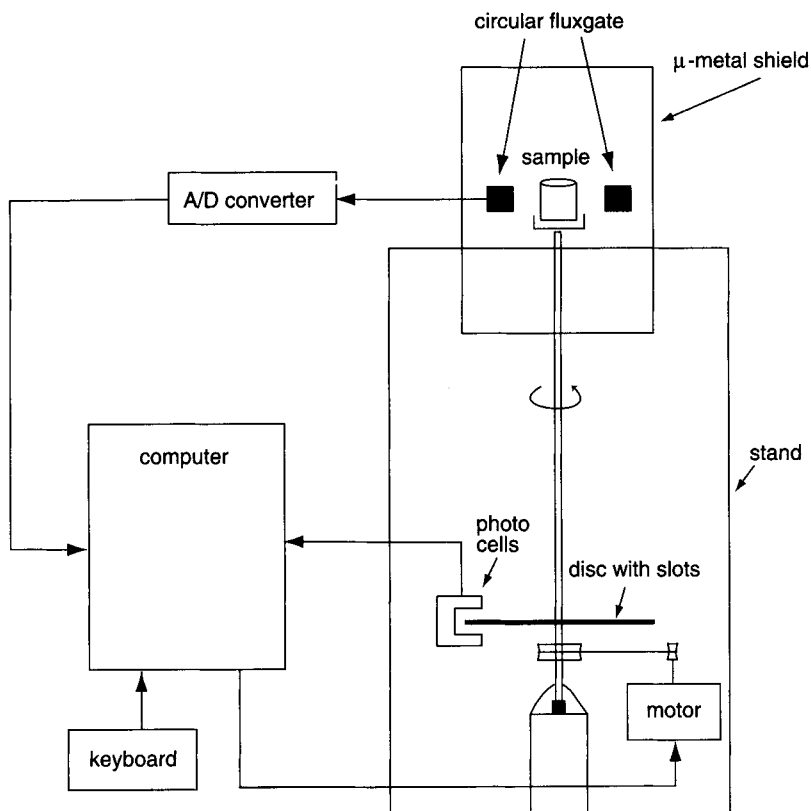 circular fluxgate
μ-metal shield
sample
A/D converter
computer
stand
photo
cells
disc with slots
motor
keyboard